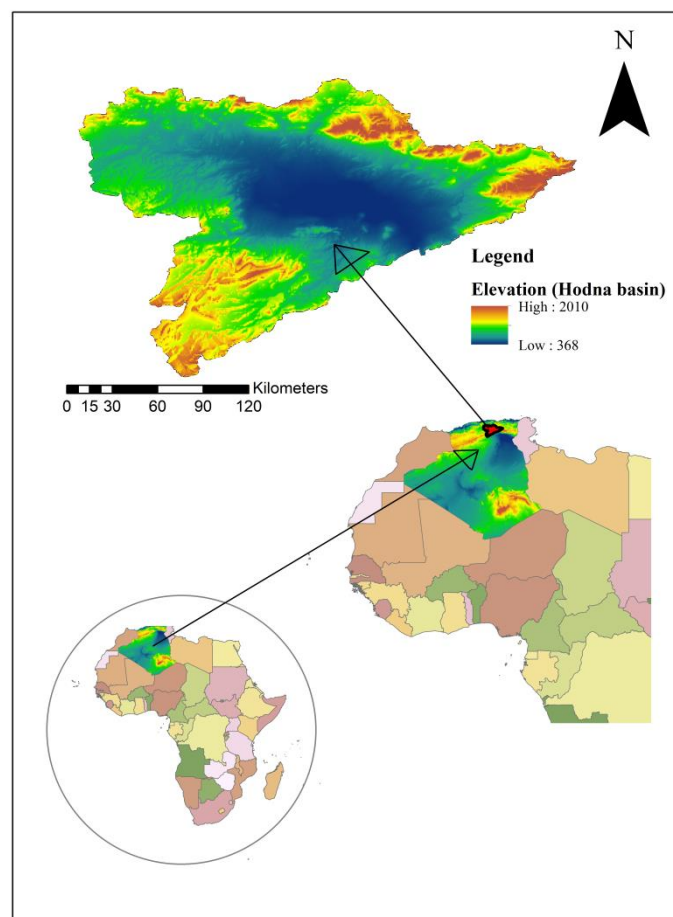 N
Legend
Elevation (Hodna basin)
High : 2010
Low : 368
Kilometers
0 15 30 60 90 120